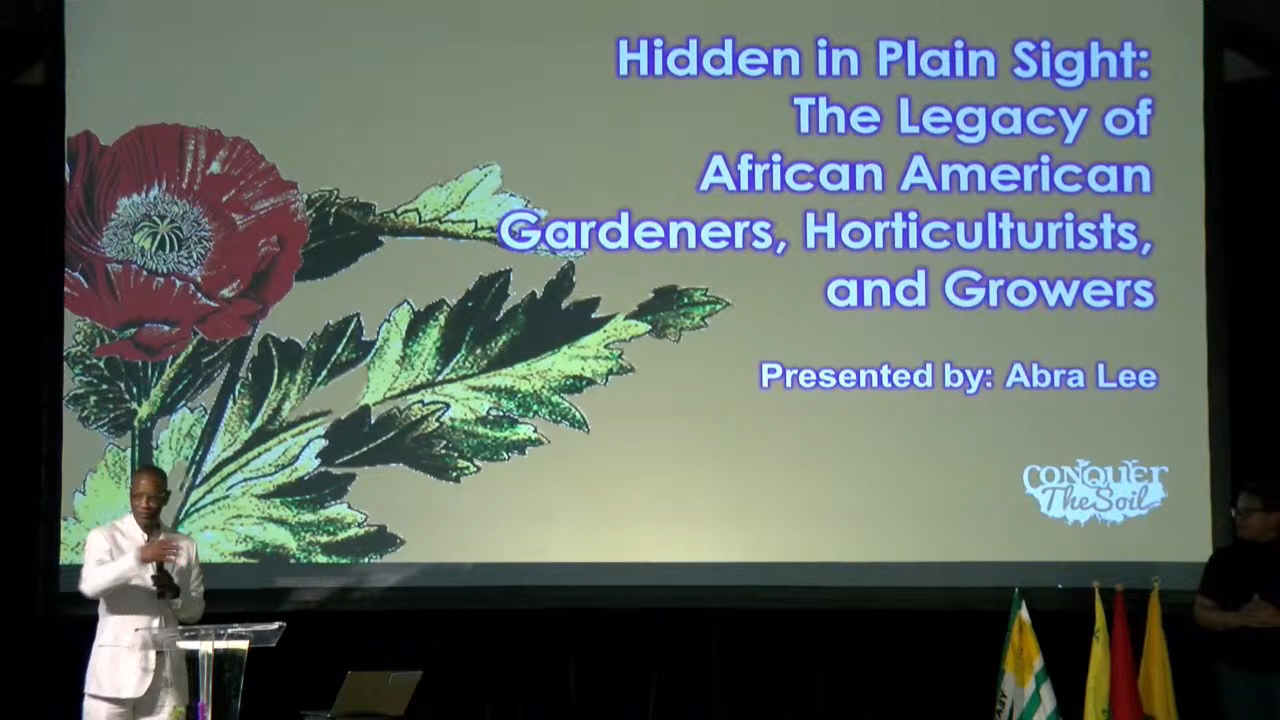 Hidden in Plain Sight:
The Legacy of
African American
Gardeners, Horticulturists,
and Growers
Presented by: Abra Lee
CONQUER
The Soil